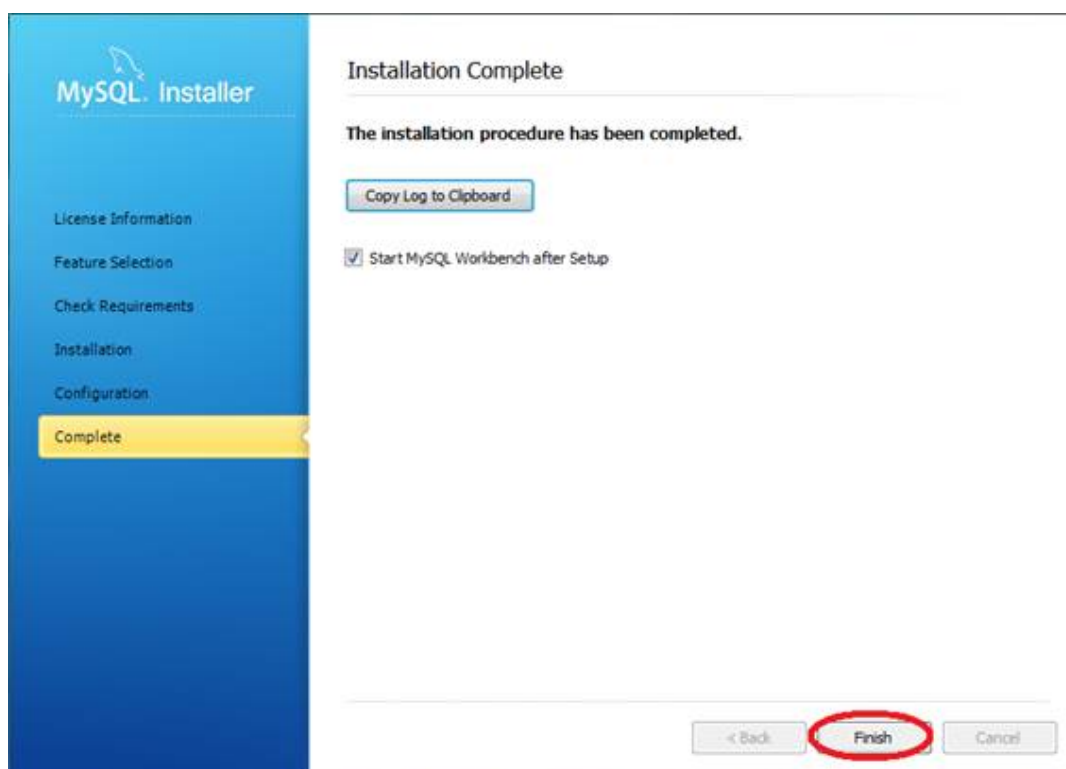 MySQL. Installer
License Information
Feature Selection
Check Requirements
Installation
Configuration
Complete
Installation Complete
The installation procedure has been completed.
Copy Log to Clipboard
Start MySQL Workbench after Setup
< Back
Finish
Cancel